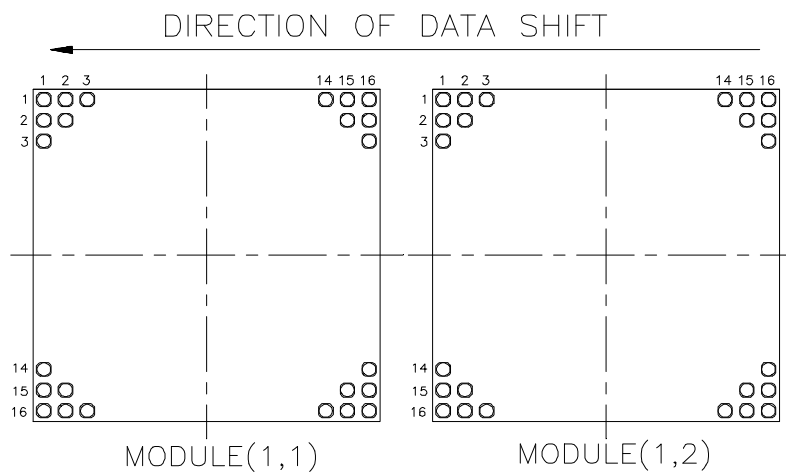 DIRECTION OF DATA SHIFT
1 2 3 14 15 16 1 2 3 14 15 16
1 1
2 2
3 3
14 14
15 15
16 16
MODULE(1,1) MODULE(1,2)